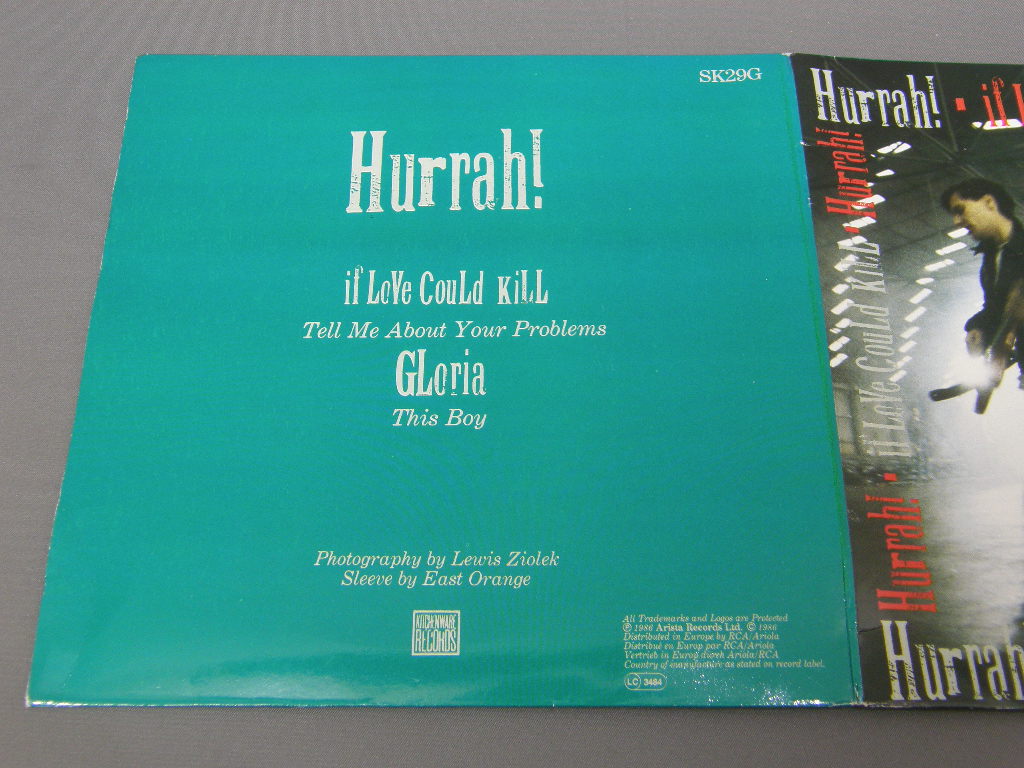 SK29G
Hurrah!
if LoVe CouLd KiLL
Tell Me About Your Problems
GLoria
This Boy
Photography by Lewis Ziolek
Sleeve by East Orange
KITCHENWARE
RECORDS
All Trademarks and Logos are Protected
℗ 1986 Arista Records Ltd. © 1986
Distributed in Europe by RCA/Ariola
Distribué en Europ par RCA/Ariola
Vertrieb in Europ durch Ariola/RCA
Country of manufacture as stated on record label.
LC 3484
Hurrah! ▪ if
Hurrah! ▪ if LoVe CouLd KiLL ▪ Hurrah!
Hurrah